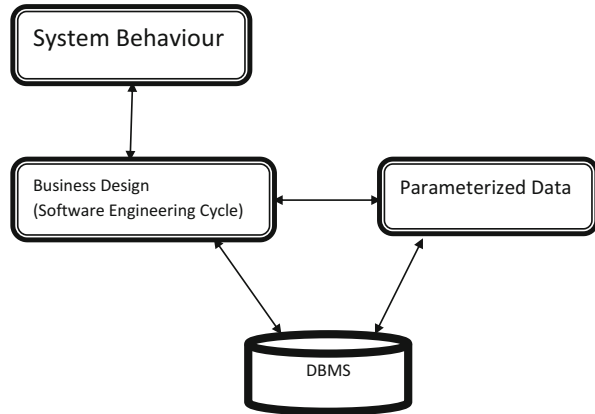 System Behaviour
Business Design
(Software Engineering Cycle)
Parameterized Data
DBMS